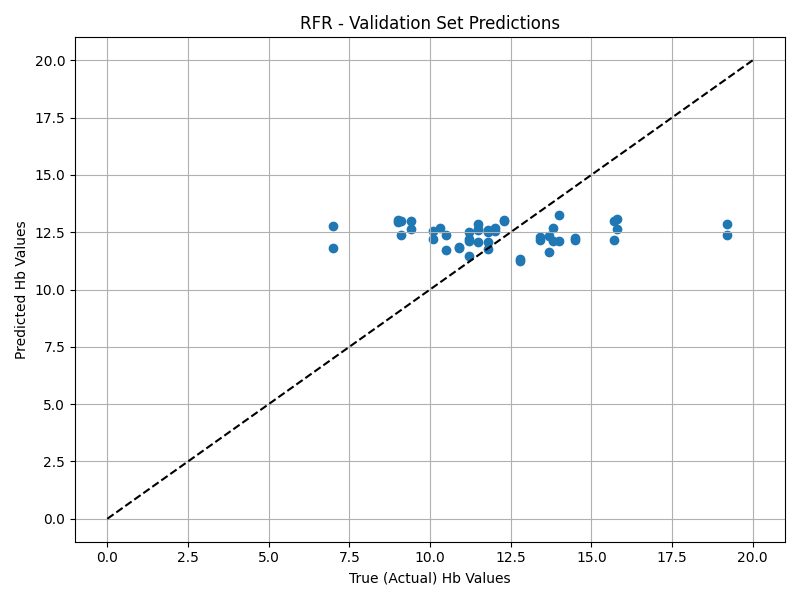 RFR - Validation Set Predictions
20.0
17.5
15.0
12.5
10.0
7.5
5.0
2.5
0.0
Predicted Hb Values
0.0 2.5 5.0 7.5 10.0 12.5 15.0 17.5 20.0
True (Actual) Hb Values